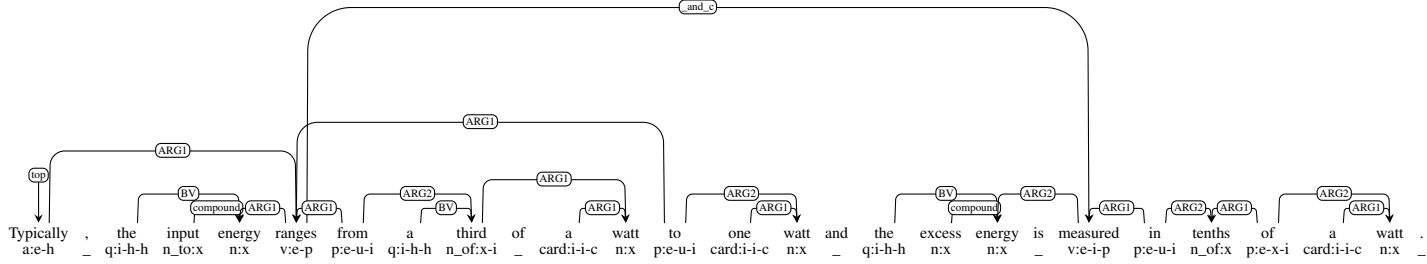 _and_c
ARG1
ARG1
top
BV ARG2 ARG1 ARG2 BV ARG2 ARG2
compound ARG1 ARG1 BV ARG1 ARG1 compound ARG1 ARG2 ARG1 ARG1
Typically , the input energy ranges from a third of a watt to one watt and the excess energy is measured in tenths of a watt .
a:e-h _ q:i-h-h n_to:x n:x v:e-p p:e-u-i q:i-h-h n_of:x-i _ card:i-i-c n:x p:e-u-i card:i-i-c n:x _ q:i-h-h n:x n:x _ v:e-i-p p:e-u-i n_of:x p:e-x-i card:i-i-c n:x _